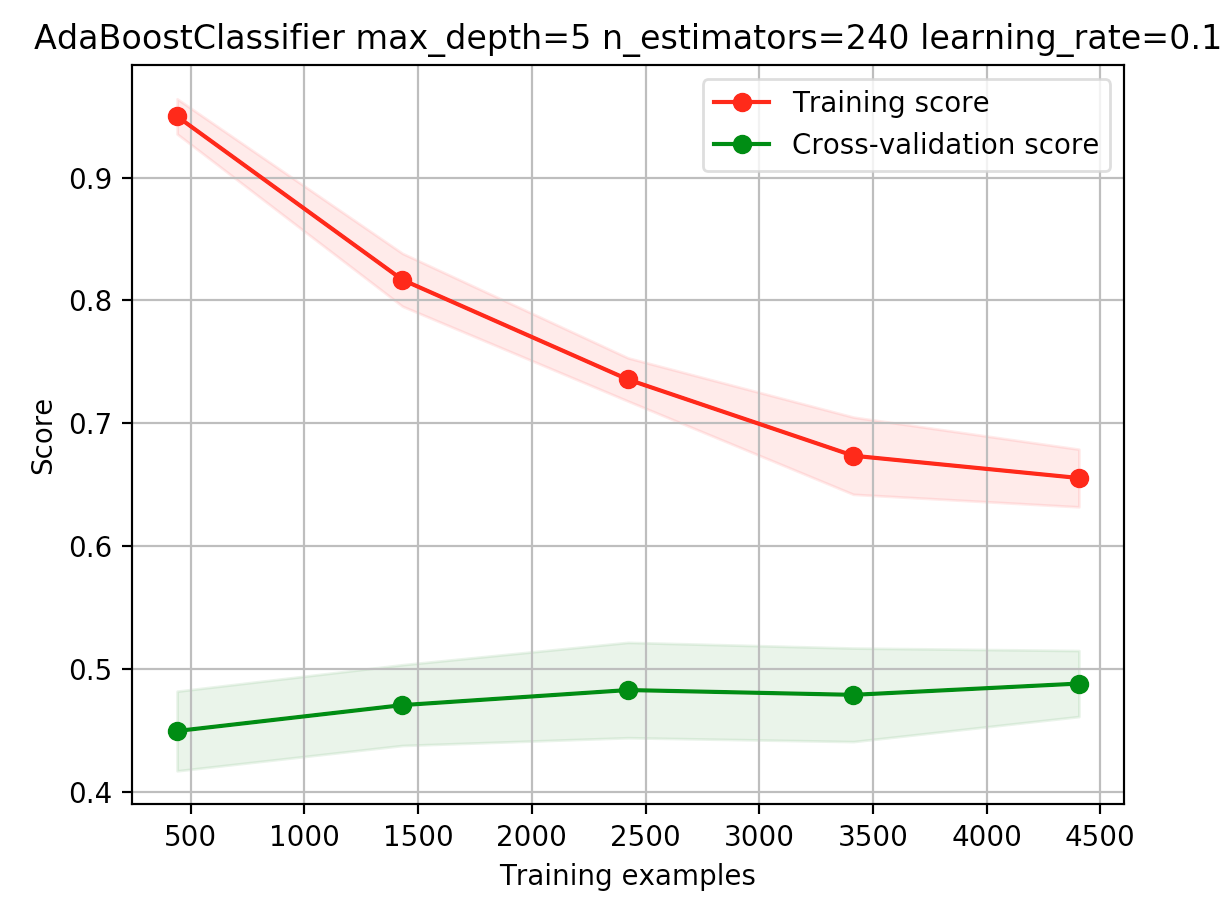 AdaBoostClassifier max_depth=5 n_estimators=240 learning_rate=0.1
Training score
Cross-validation score
Score
0.9
0.8
0.7
0.6
0.5
0.4
500 1000 1500 2000 2500 3000 3500 4000 4500
Training examples